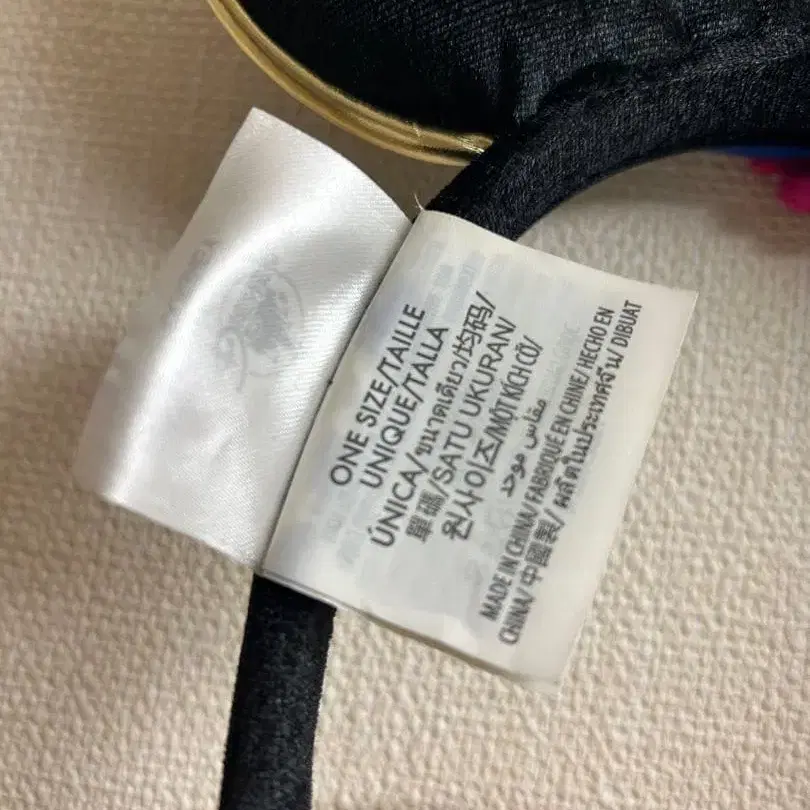 ONE SIZE/TAILLE
UNIQUE/TALLA
ÚNICA/ขนาดเดียว/均码/
單碼/SATU UKURAN/
원사이즈/MỘT KÍCH CỠ/
مقاس موحد
MADE IN CHINA/ FABRIQUÉ EN CHINE/ HECHO EN
CHINA/ 中國製/ ผลิตในประเทศจีน/ DIBUAT